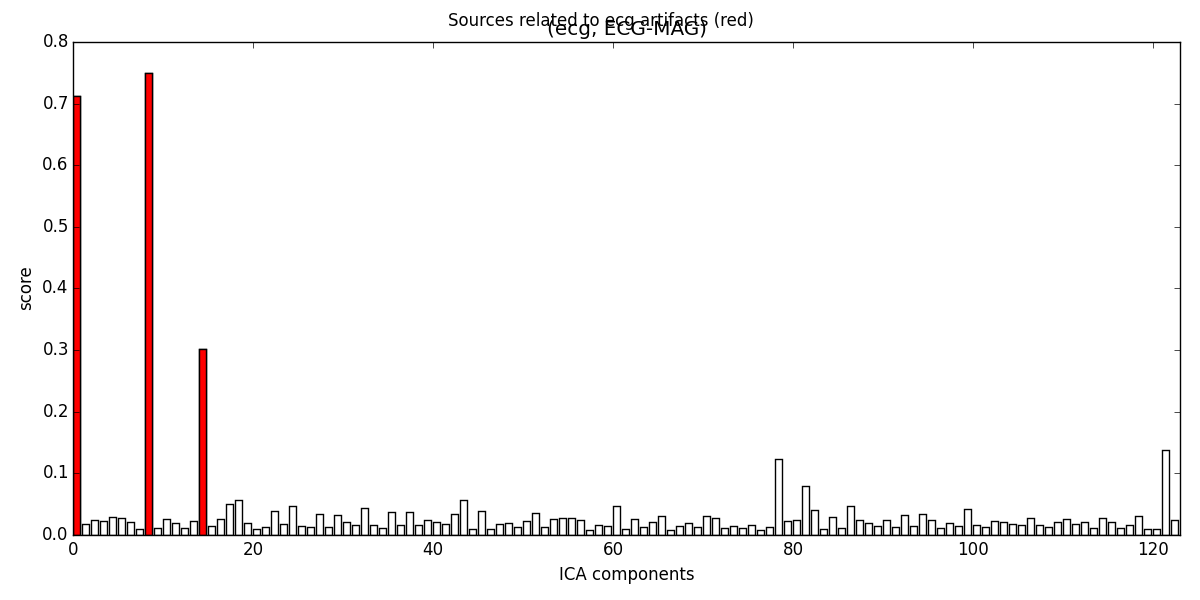 Sources related to ecg artifacts (red)
(ecg, ECG-MAG)
0.8
0.7
0.6
0.5
0.4
0.3
0.2
0.1
0.0
score
0 20 40 60 80 100 120
ICA components